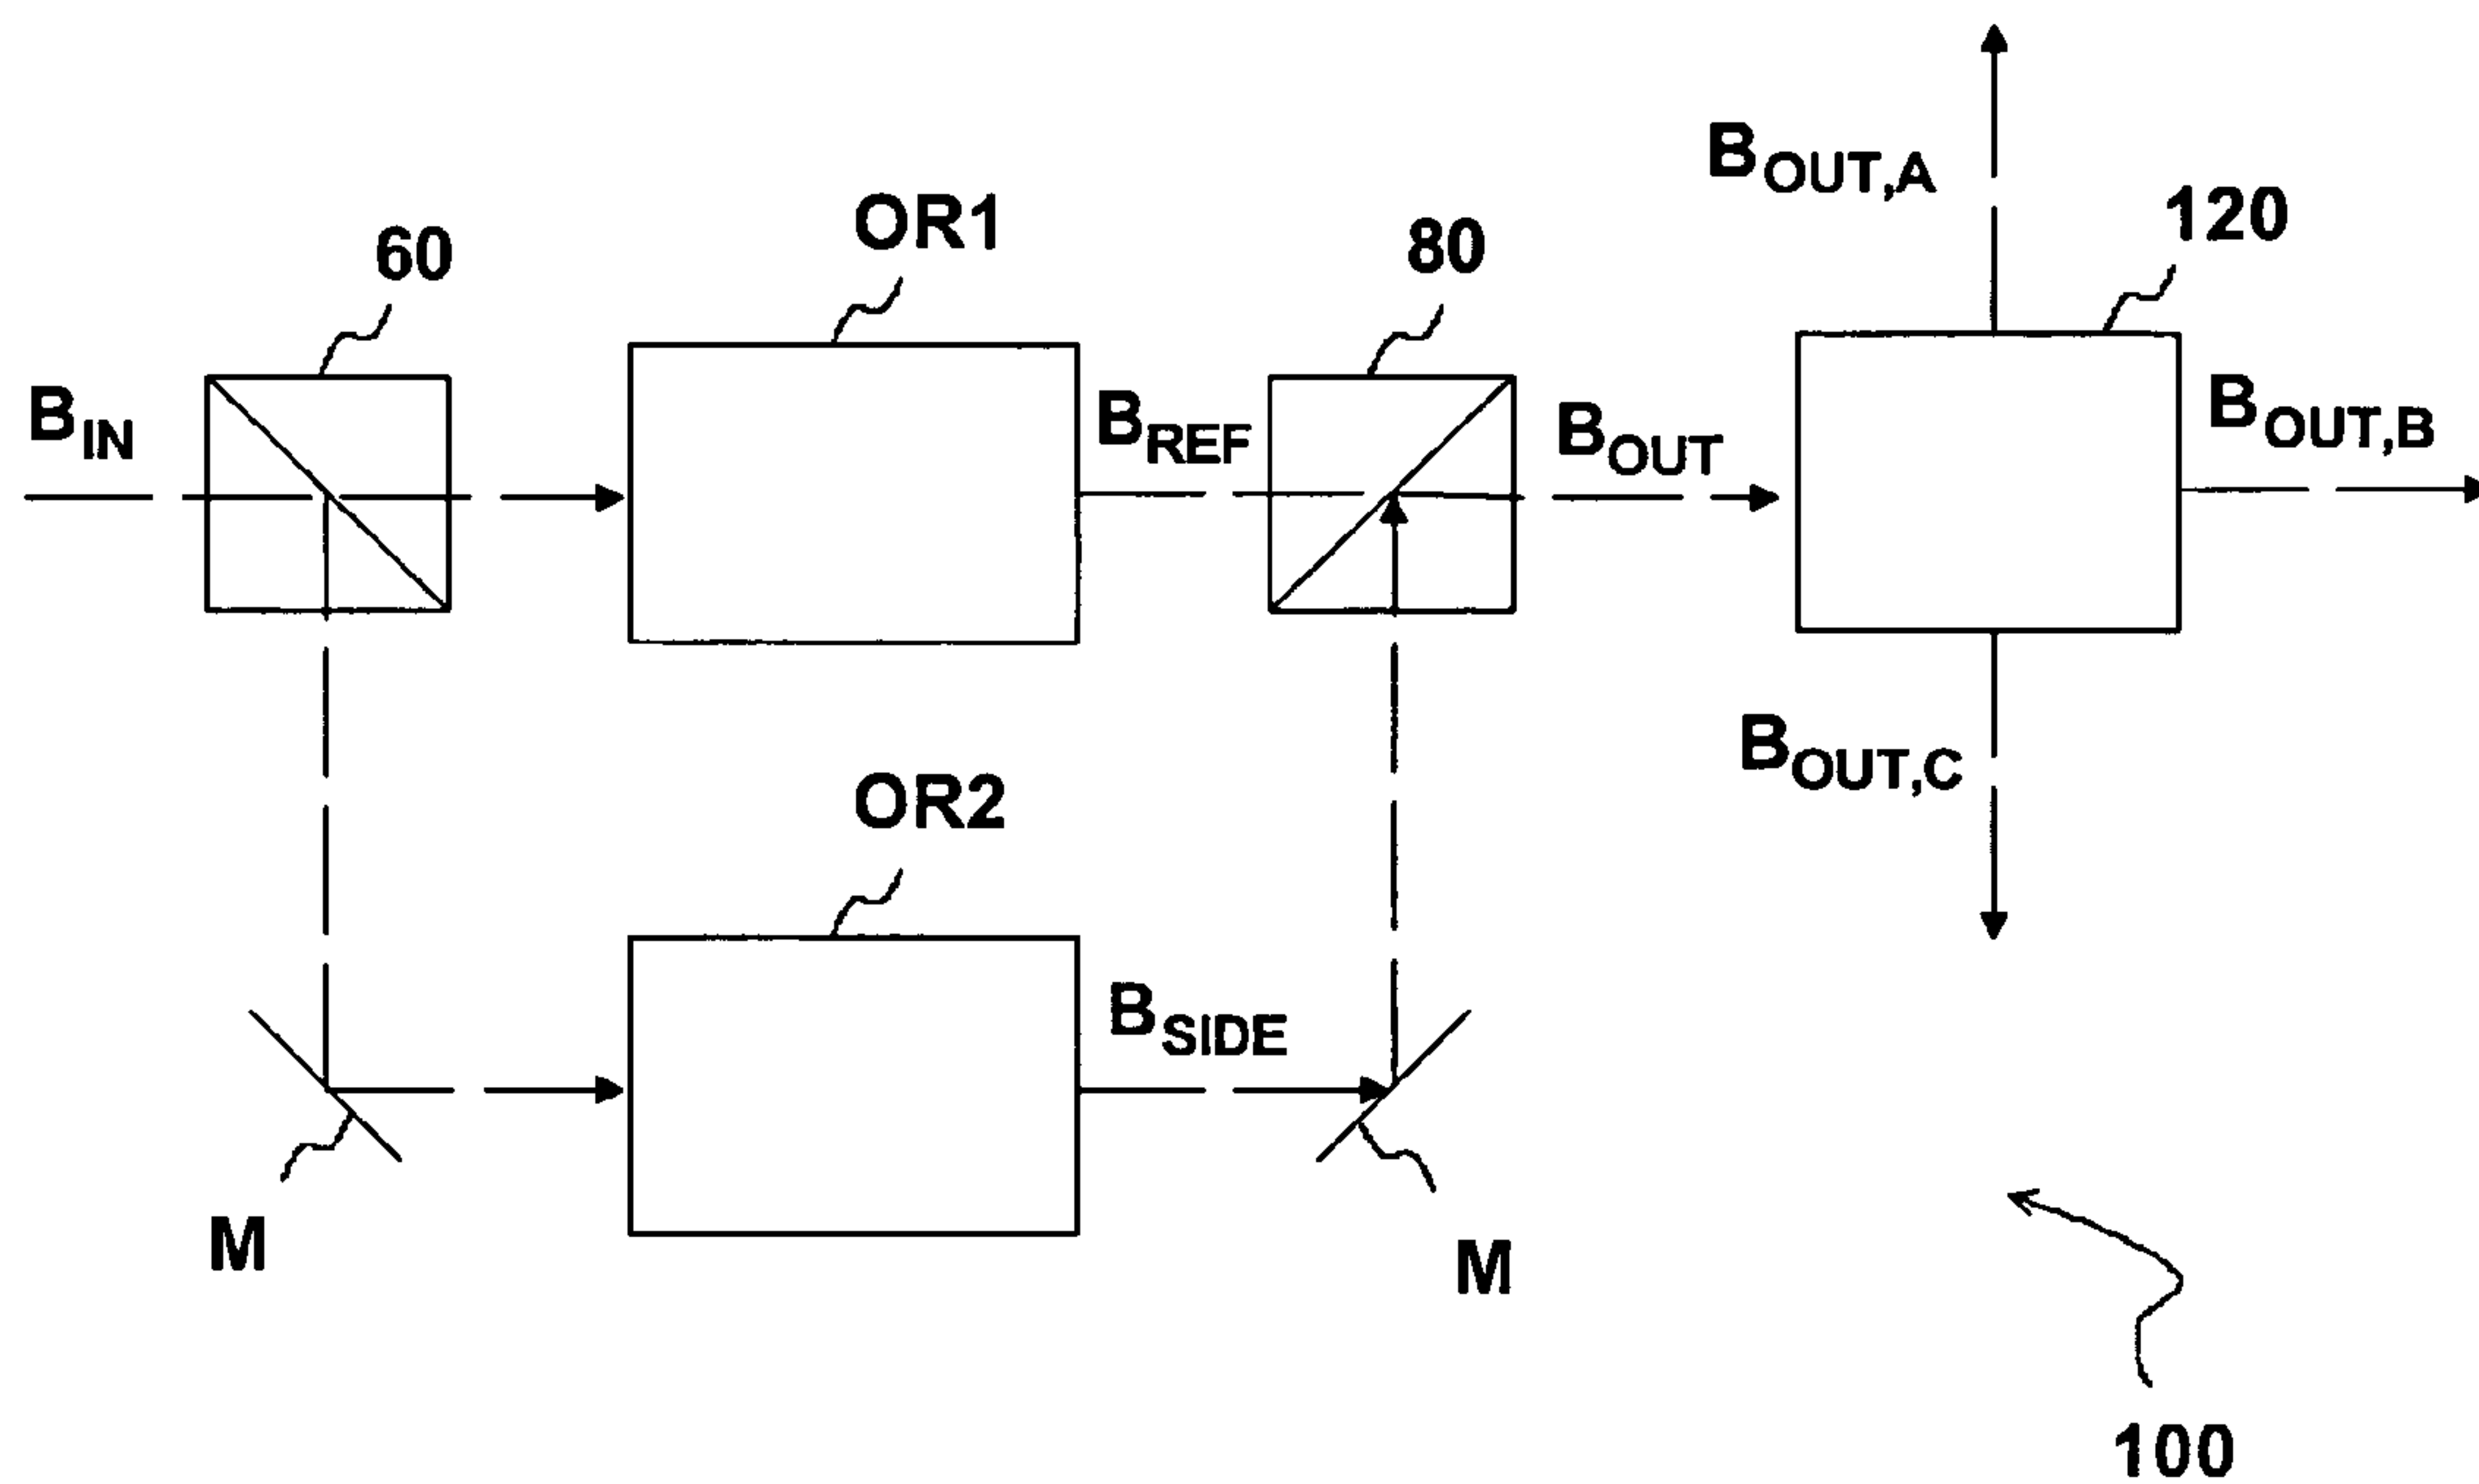 B_OUT,A
120
OR1
60
80
B_IN
B_REF
B_OUT
B_OUT,B
B_OUT,C
OR2
B_SIDE
M
M
100